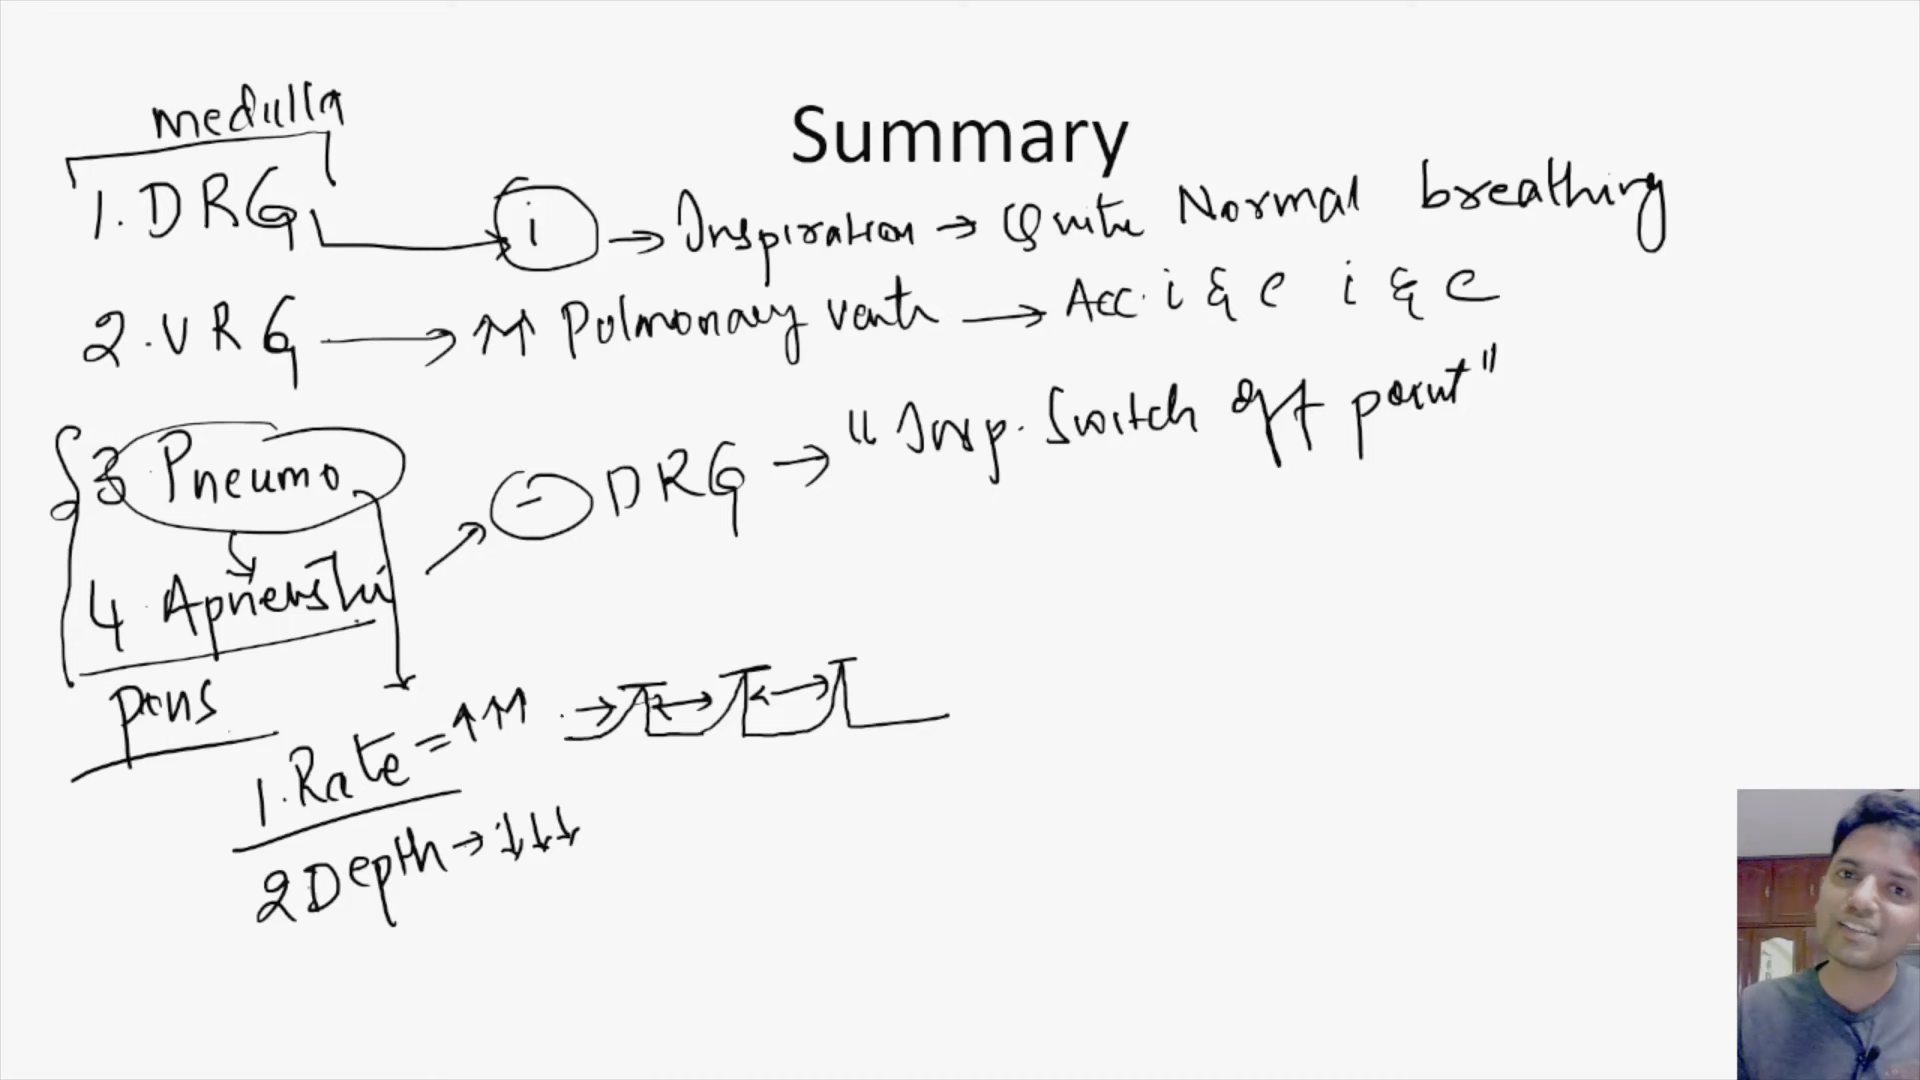 Summary
medulla
1. DRG → i → Inspiration → Quite Normal breathing
2. VRG → ↑↑ Pulmonary vent → Acc. i & e i & e
3 Pneumo
⊖ DRG → "Insp. Switch off point"
4. Apneustic
pons
1. Rate = ↑↑↑
2 Depth → ↓↓↓